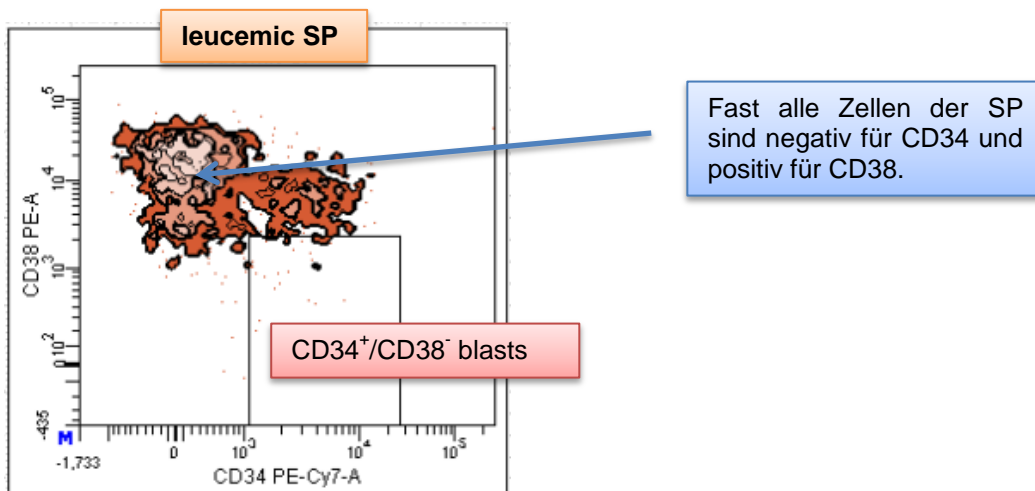 leucemic SP
Fast alle Zellen der SP
sind negativ für CD34 und
positiv für CD38.
CD38 PE-A
10^5
10^4
10^3
10^2
0
-435
CD34⁺/CD38⁻ blasts
M
-1,733
0
10^3
10^4
10^5
CD34 PE-Cy7-A